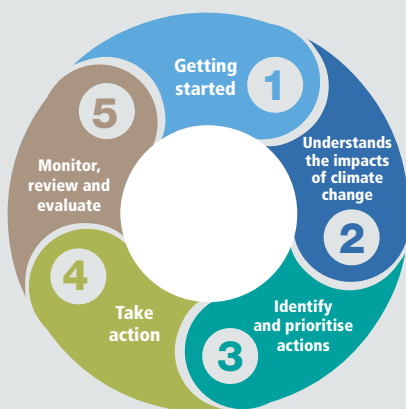 Getting
started
1
Understands
the impacts
of climate
change
2
Identify
and prioritise
actions
3
Take
action
4
Monitor,
review and
evaluate
5